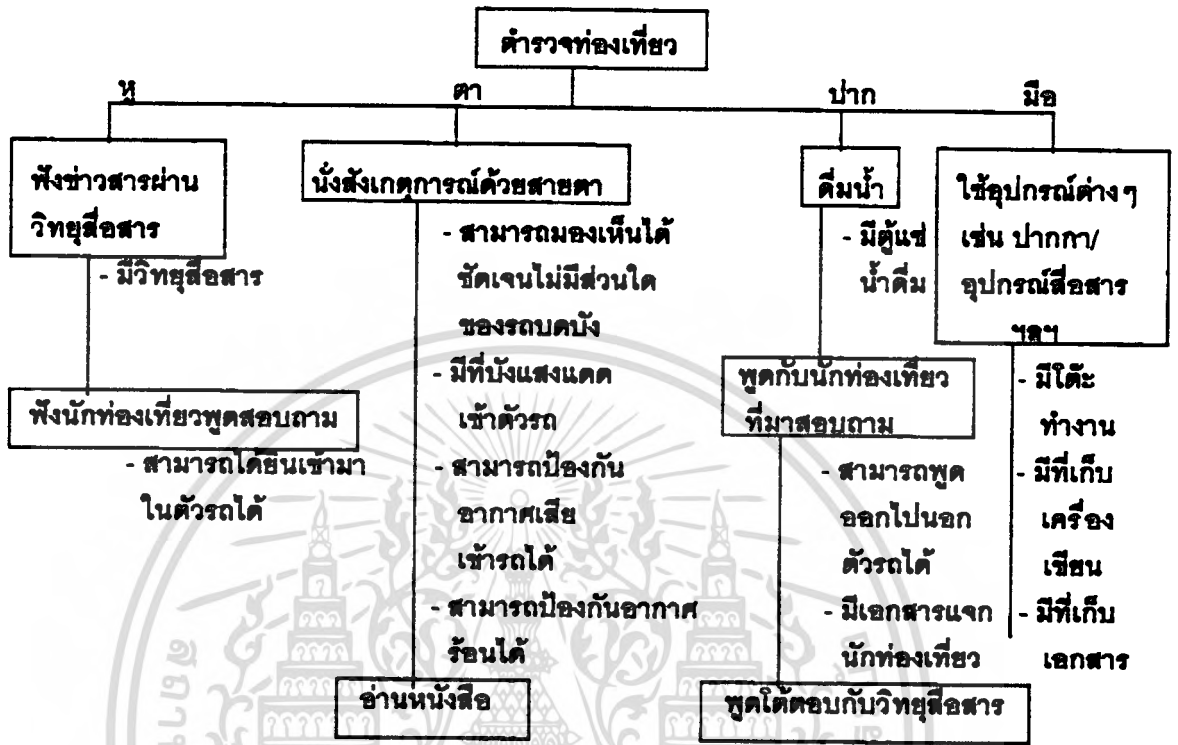 ตำรวจท่องเที่ยว
หู
ตา
ปาก
มือ
ฟังข่าวสารผ่าน
วิทยุสื่อสาร
- มีวิทยุสื่อสาร
ฟังนักท่องเที่ยวพูดสอบถาม
- สามารถได้ยินเข้ามา
ในตัวรถได้
นั่งสังเกตุการณ์ด้วยสายตา
- สามารถมองเห็นได้
ชัดเจนไม่มีส่วนใด
ของรถบดบัง
- มีที่บังแสงแดด
เข้าตัวรถ
- สามารถป้องกัน
อากาศเสีย
เข้ารถได้
- สามารถป้องกันอากาศ
ร้อนได้
อ่านหนังสือ
ดื่มน้ำ
- มีตู้แช่
น้ำดื่ม
พูดกับนักท่องเที่ยว
ที่มาสอบถาม
- สามารถพูด
ออกไปนอก
ตัวรถได้
- มีเอกสารแจก
นักท่องเที่ยว
พูดโต้ตอบกับวิทยุสื่อสาร
ใช้อุปกรณ์ต่างๆ
เช่น ปากกา/
อุปกรณ์สื่อสาร
ฯลฯ
- มีโต๊ะ
ทำงาน
- มีที่เก็บ
เครื่อง
เขียน
- มีที่เก็บ
เอกสาร